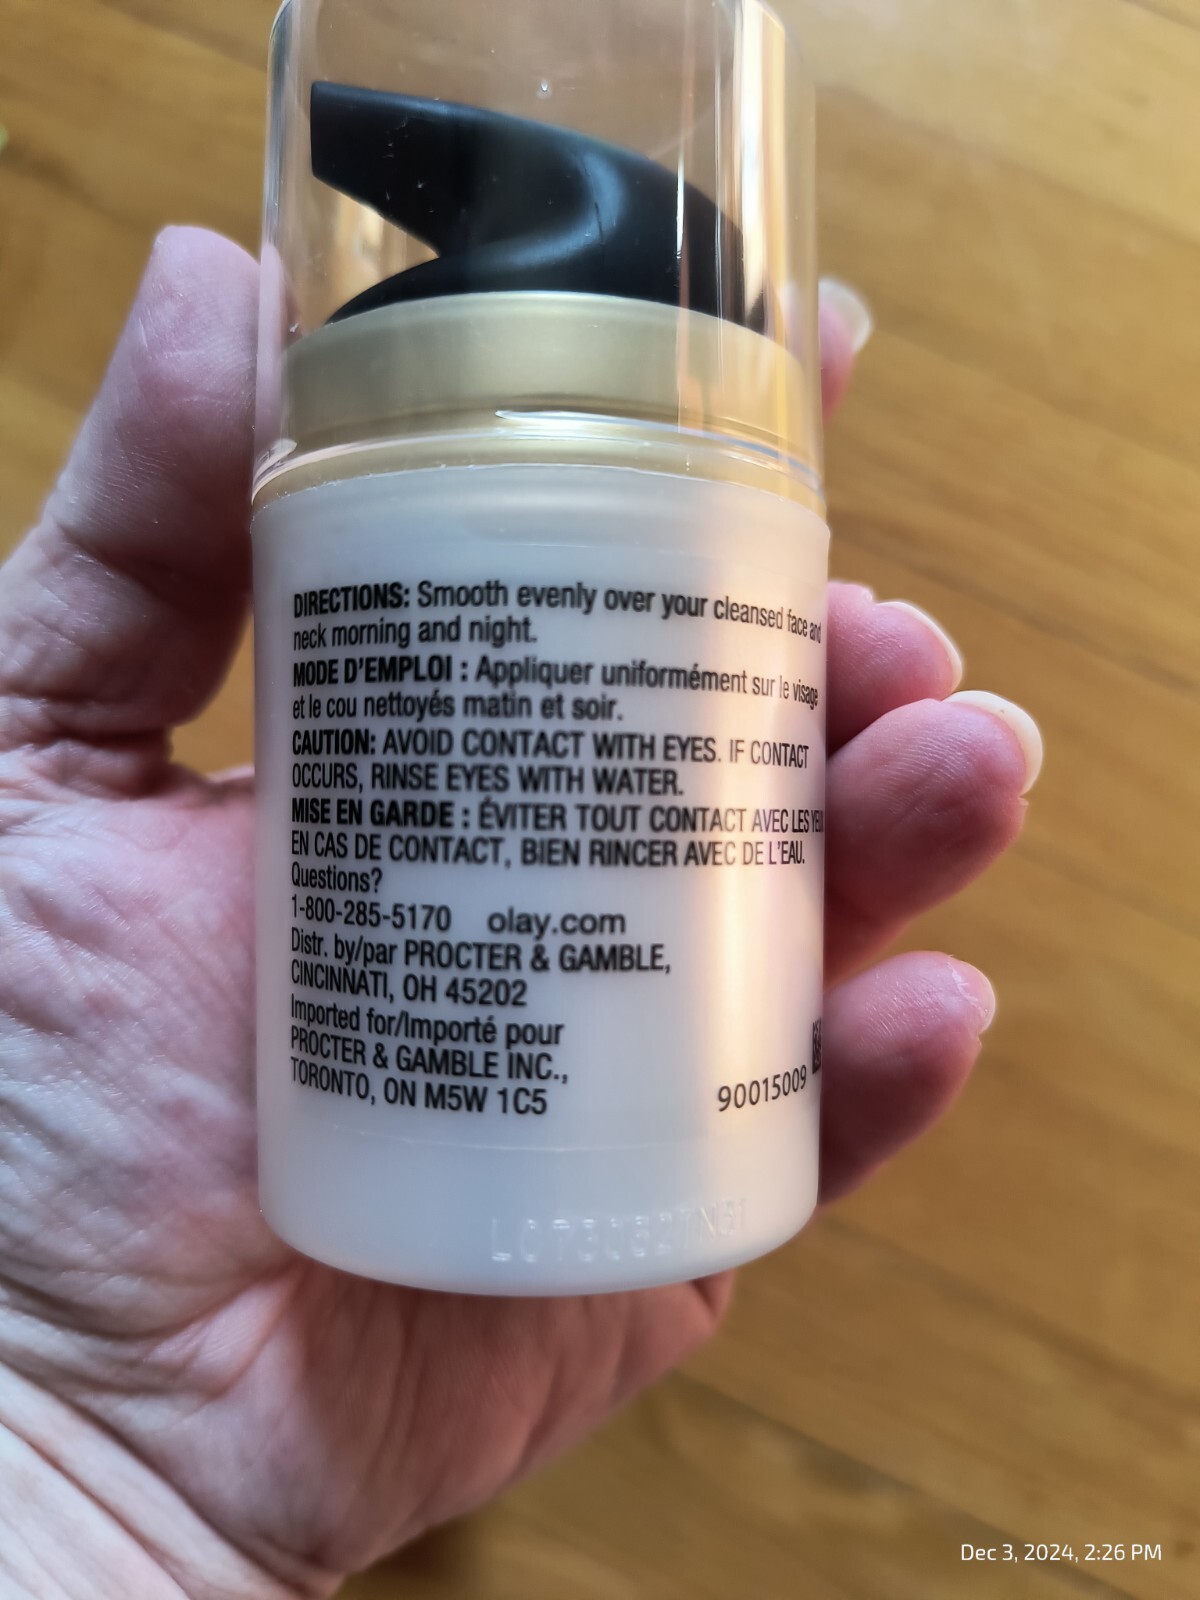 DIRECTIONS: Smooth evenly over your cleansed face and
neck morning and night.
MODE D'EMPLOI : Appliquer uniformément sur le visage
et le cou nettoyés matin et soir.
CAUTION: AVOID CONTACT WITH EYES. IF CONTACT
OCCURS, RINSE EYES WITH WATER.
MISE EN GARDE : ÉVITER TOUT CONTACT AVEC LES
EN CAS DE CONTACT, BIEN RINCER AVEC DE L'EAU.
Questions?
1-800-285-5170 olay.com
Distr. by/par PROCTER & GAMBLE,
CINCINNATI, OH 45202
Imported for/Importé pour
PROCTER & GAMBLE INC.,
TORONTO, ON M5W 1C5
90015009
Dec 3, 2024, 2:26 PM